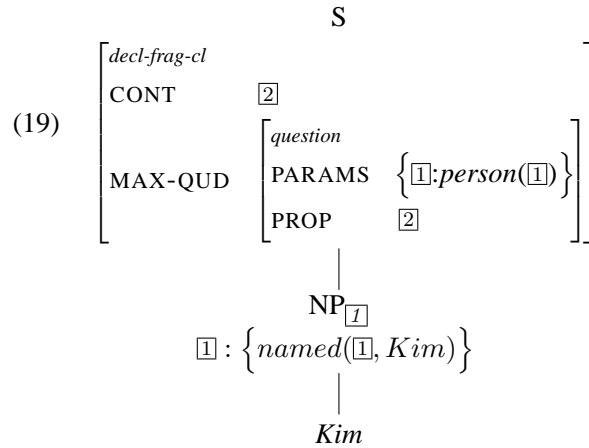 S
(19)
decl-frag-cl
CONT 2
MAX-QUD
question
PARAMS {1:person(1)}
PROP 2
NP1
1 : {named(1, Kim)}
Kim